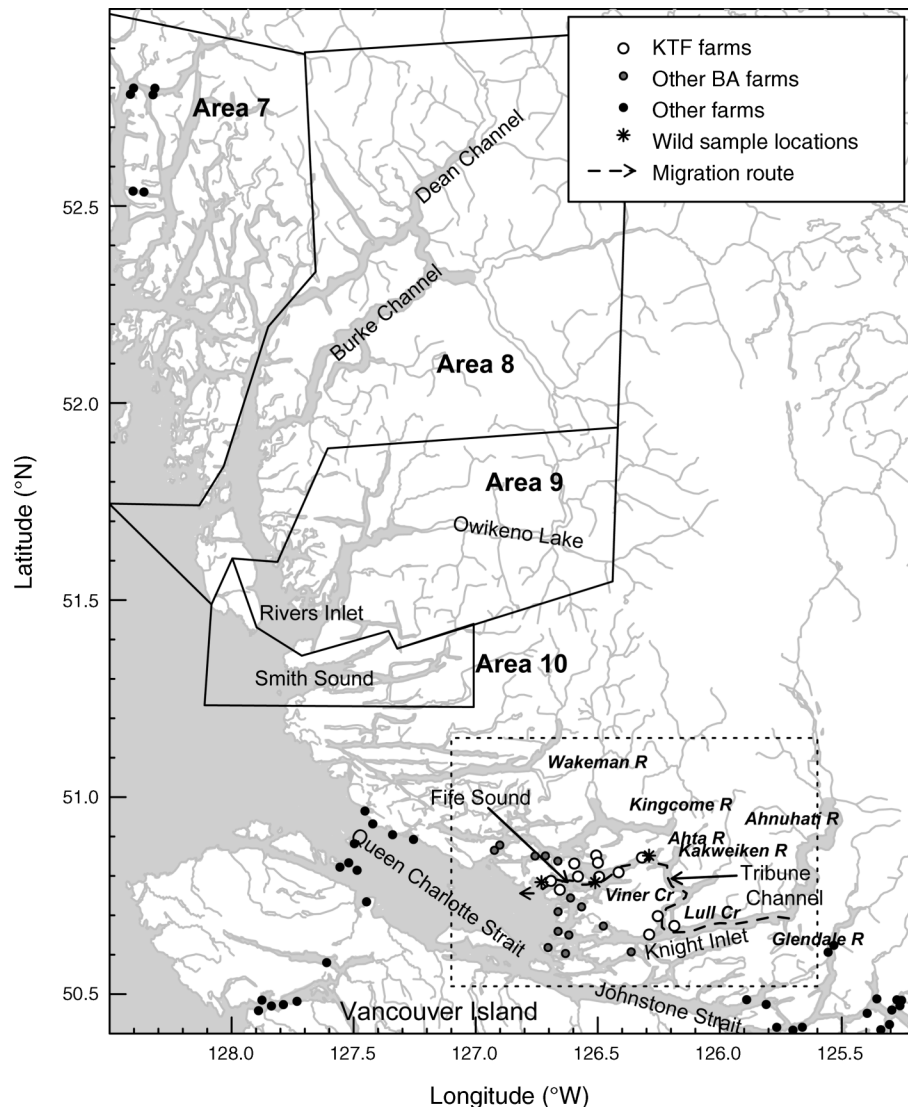 KTF farms
Other BA farms
Other farms
Wild sample locations
Migration route
Area 7
Dean Channel
Burke Channel
Area 8
Area 9
Owikeno Lake
Rivers Inlet
Smith Sound
Area 10
Wakeman R
Fife Sound
Kingcome R
Ahnuhati R
Ahta R
Kakweiken R
Queen Charlotte Strait
Tribune
Channel
Viner Cr
Lull Cr
Knight Inlet
Glendale R
Johnstone Strait
Vancouver Island
52.5
52.0
51.5
51.0
50.5
Latitude (°N)
128.0
127.5
127.0
126.5
126.0
125.5
Longitude (°W)